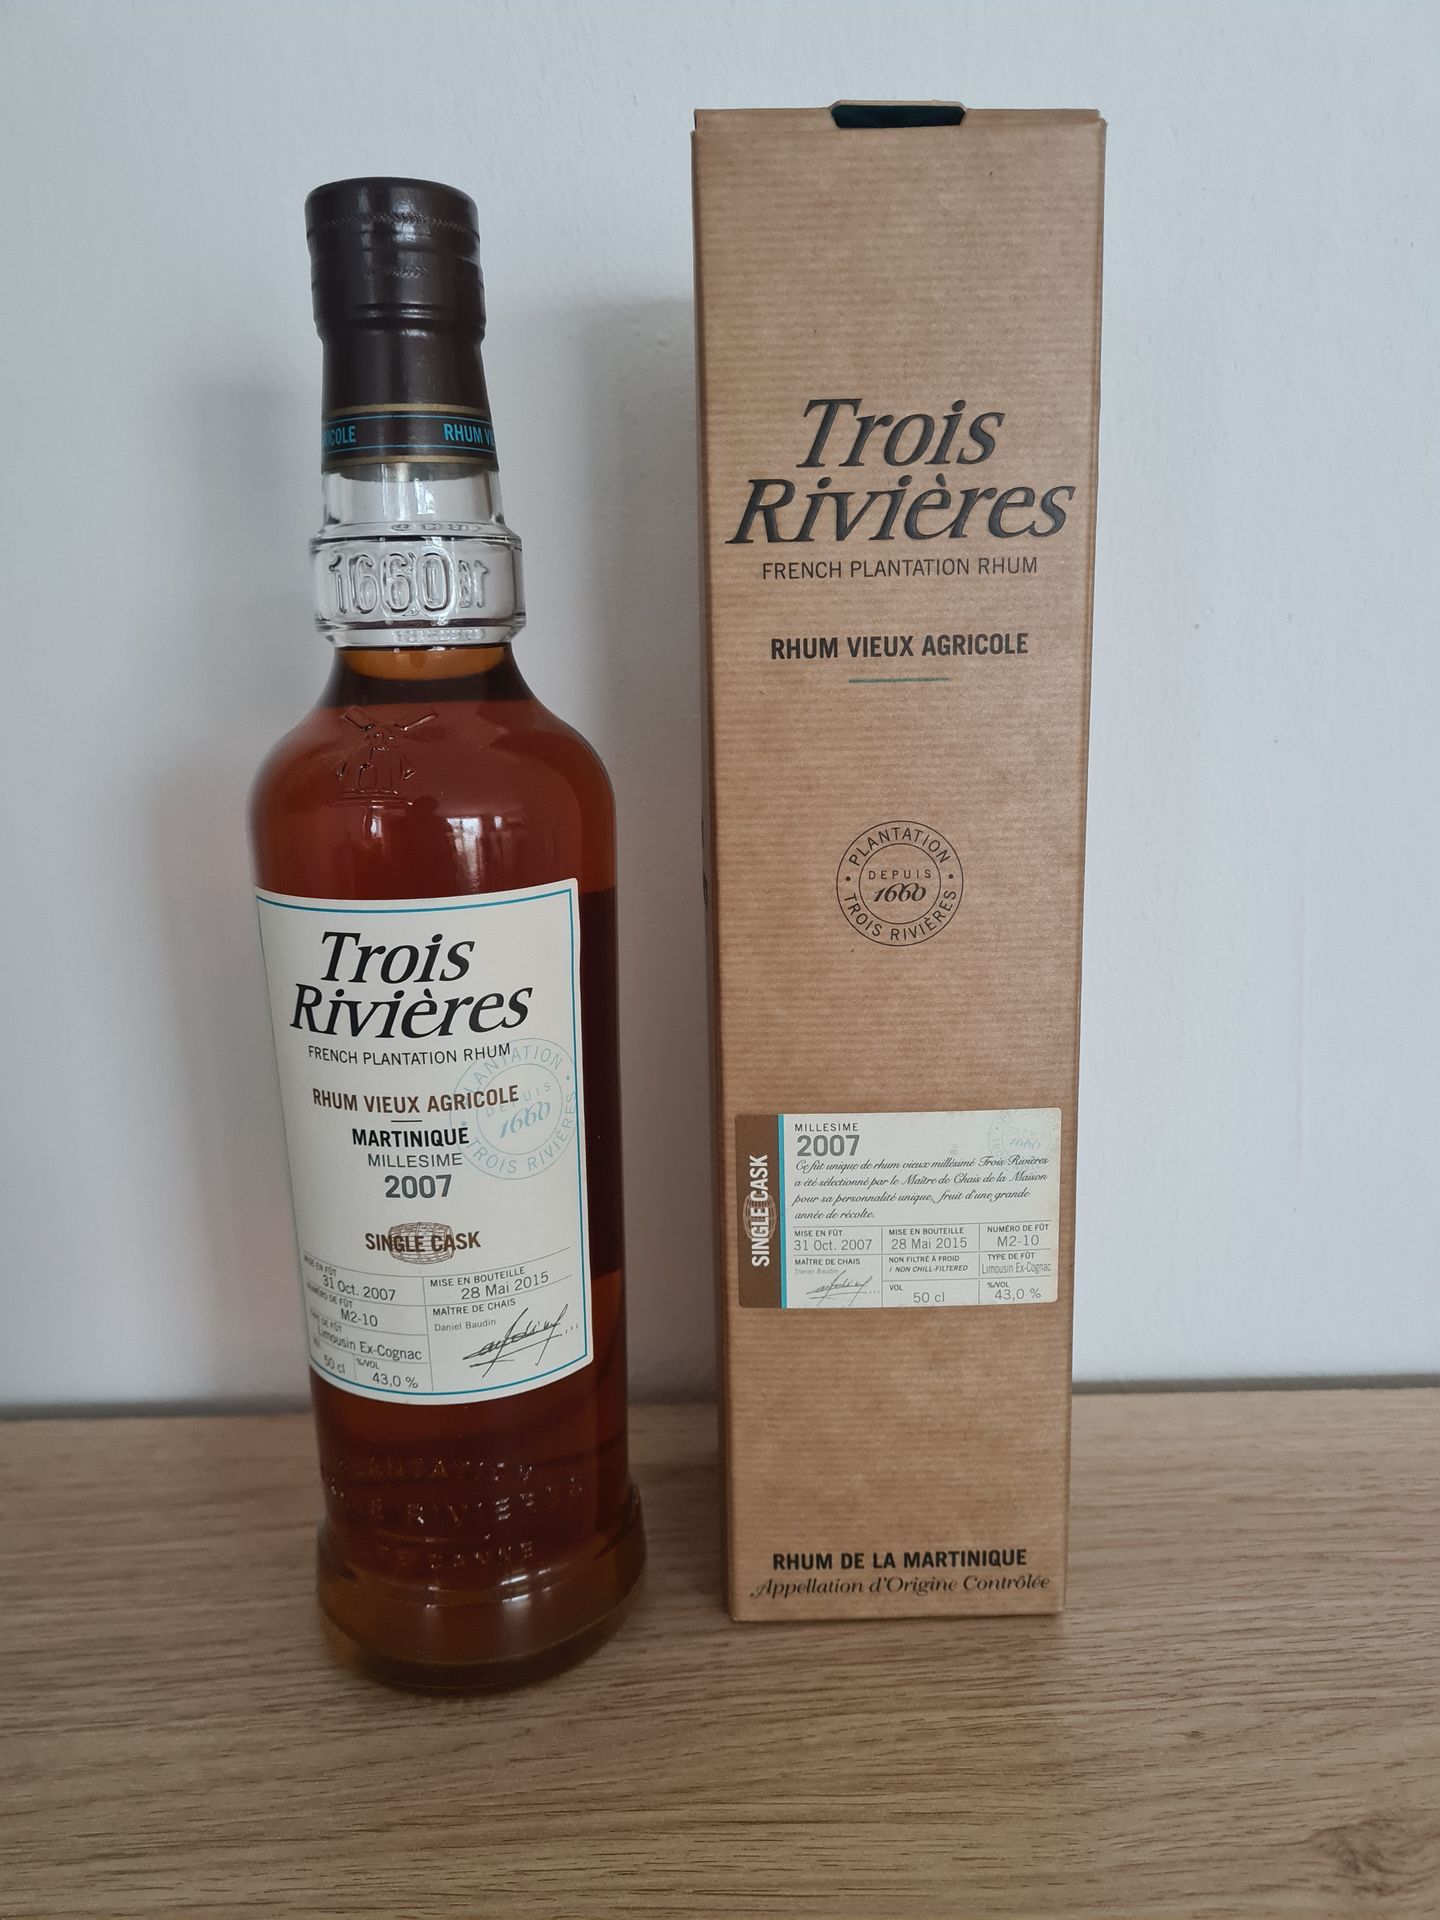 RICOLE RHUM VIE
1660
Trois
Rivières
FRENCH PLANTATION RHUM
RHUM VIEUX AGRICOLE
MARTINIQUE
MILLESIME
2007
SINGLE CASK
PLANTATION
DEPUIS
1660
TROIS RIVIÈRES
MISE EN FÛT
31 Oct. 2007
NUMÉRO DE FÛT
M2-10
TYPE DE FÛT
Limousin Ex-Cognac
50 cl
%/VOL
43,0 %
MISE EN BOUTEILLE
28 Mai 2015
MAÎTRE DE CHAIS
Daniel Baudin
RIVIERES
Trois
Rivières
FRENCH PLANTATION RHUM
RHUM VIEUX AGRICOLE
PLANTATION
DEPUIS
1660
TROIS RIVIÈRES
SINGLE CASK
MILLESIME
2007
1660
Ce fût unique de rhum vieux millésimé Trois Rivières
a été sélectionné par le Maître de Chais de la Maison
pour sa personnalité unique, fruit d'une grande
année de récolte.
MISE EN FÛT
31 Oct. 2007
MISE EN BOUTEILLE
28 Mai 2015
NUMÉRO DE FÛT
M2-10
MAÎTRE DE CHAIS
Daniel Baudin
NON FILTRÉ À FROID
/ NON CHILL-FILTERED
TYPE DE FÛT
Limousin Ex-Cognac
VOL
50 cl
%/VOL
43,0 %
RHUM DE LA MARTINIQUE
Appellation d'Origine Contrôlée